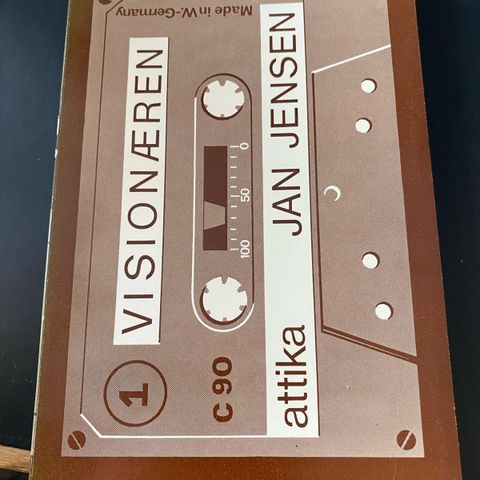 Made in W.-Germany
1
VISIONÆREN
100 50 0
C 90
attika JAN JENSEN